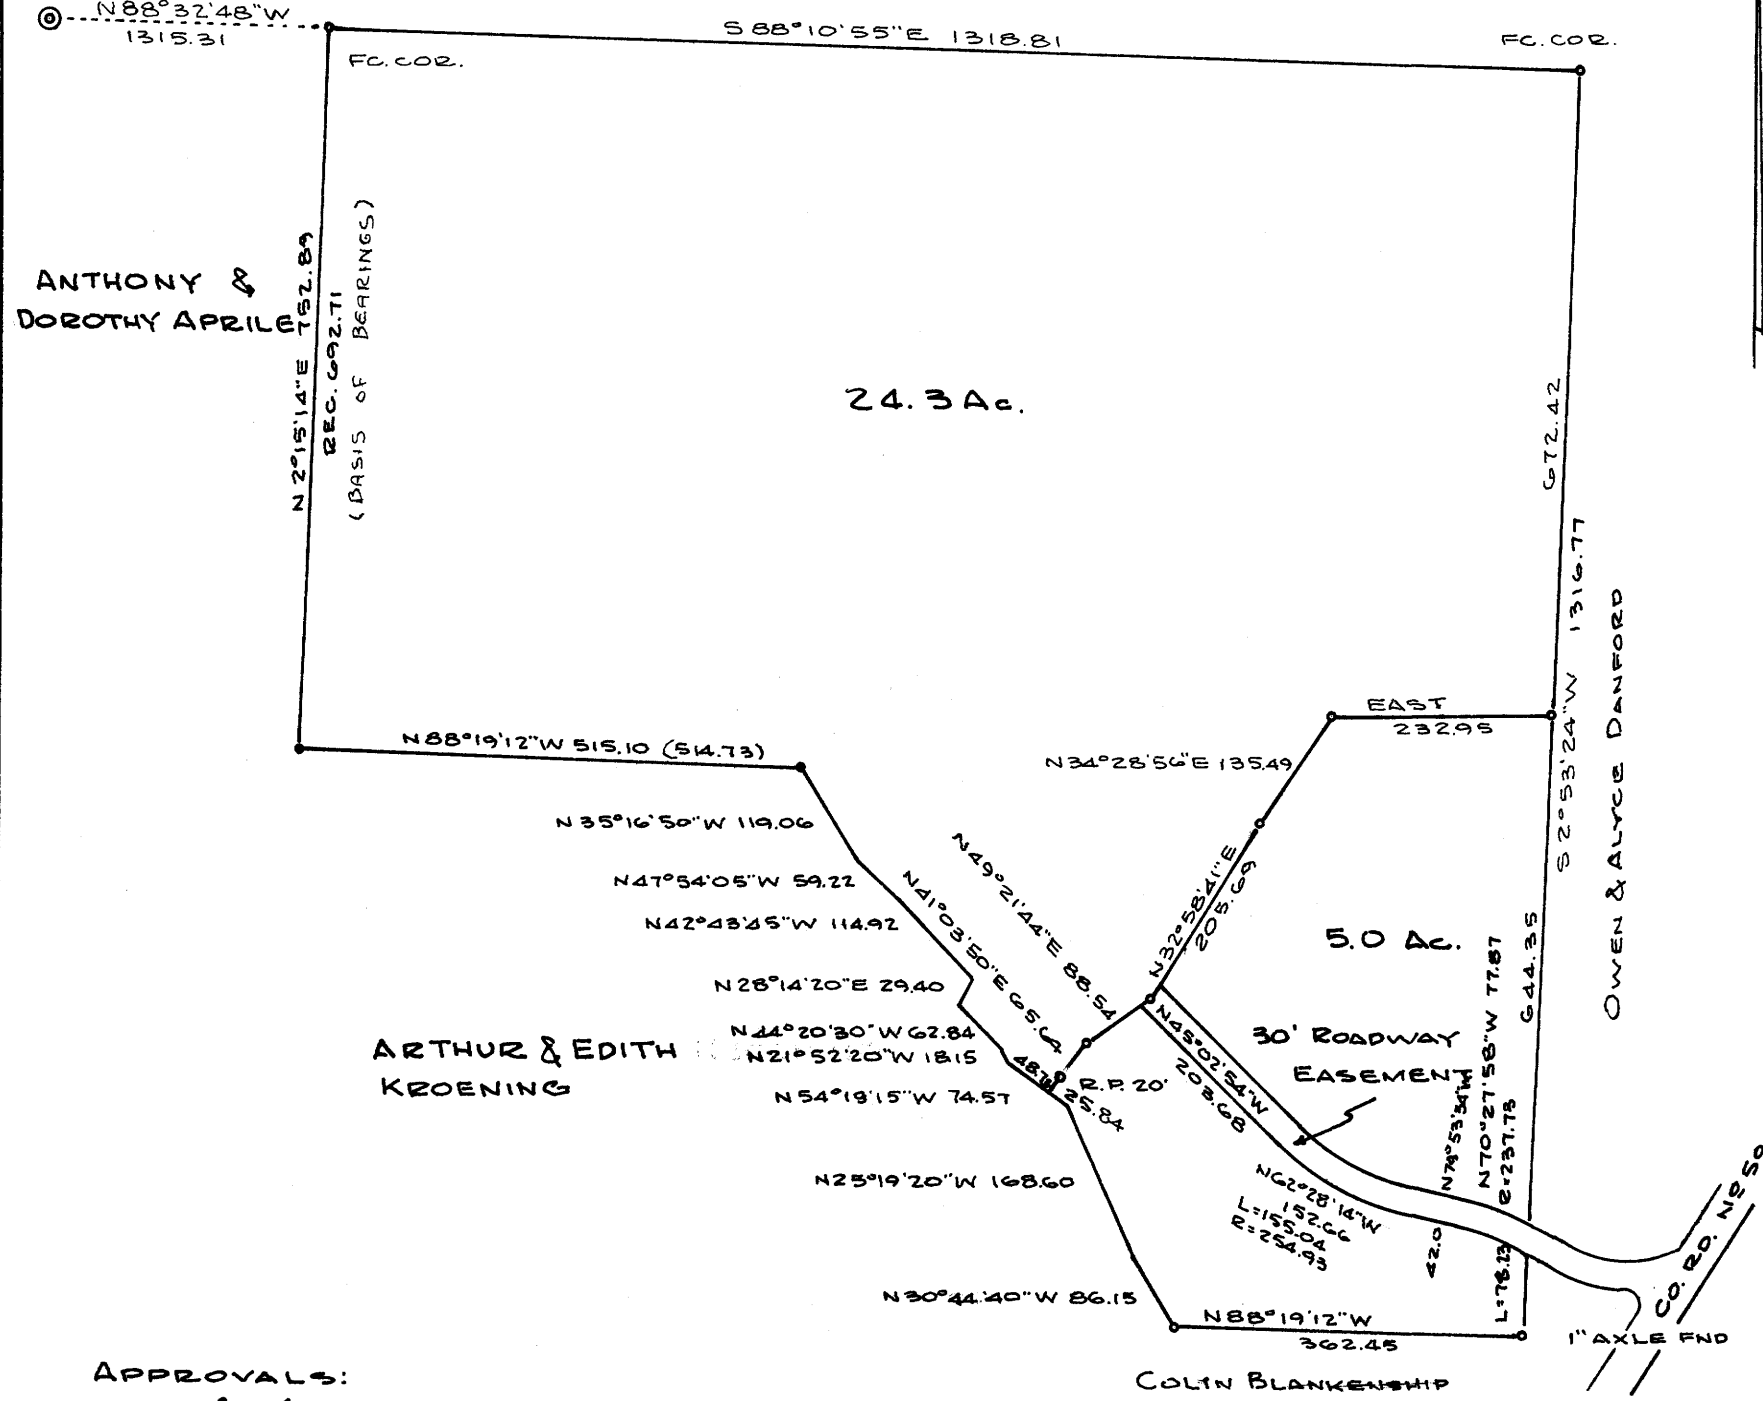 N88°32'48"W
1315.31
S88°10'55"E 1318.81
FC.COR.
FC.COR.
ANTHONY &
DOROTHY APRILE
N2°15'14"E 752.89
REC. 692.71
(BASIS OF BEARINGS)
24.3 Ac.
672.42
S2°53'24"W 1316.77
OWEN & ALYCE DANFORD
EAST
232.95
N88°19'12"W 515.10 (514.73)
N34°28'56"E 135.49
N35°16'50"W 119.06
N47°54'05"W 59.22
N42°43'45"W 114.92
N41°03'50"E 65.64
N49°21'44"E 88.54
N32°58'41"E
205.69
5.0 Ac.
644.35
N28°14'20"E 29.40
N44°20'30"W 62.84
N21°52'20"W 18.15
N54°19'15"W 74.57
48.73
25.84
R.P. 20'
ARTHUR & EDITH
KROENING
N45°02'54"W
203.68
30' ROADWAY
EASEMENT
N79°53'34"W
42.0
N70°27'58"W 77.87
R=237.73
L=78.23
N25°19'20"W 168.60
N62°28'14"W
152.66
L=155.04
R=254.93
N30°44'40"W 86.15
N88°19'12"W
362.45
CO. RD. NO 50
1" AXLE FND
COLIN BLANKENSHIP
APPROVALS: